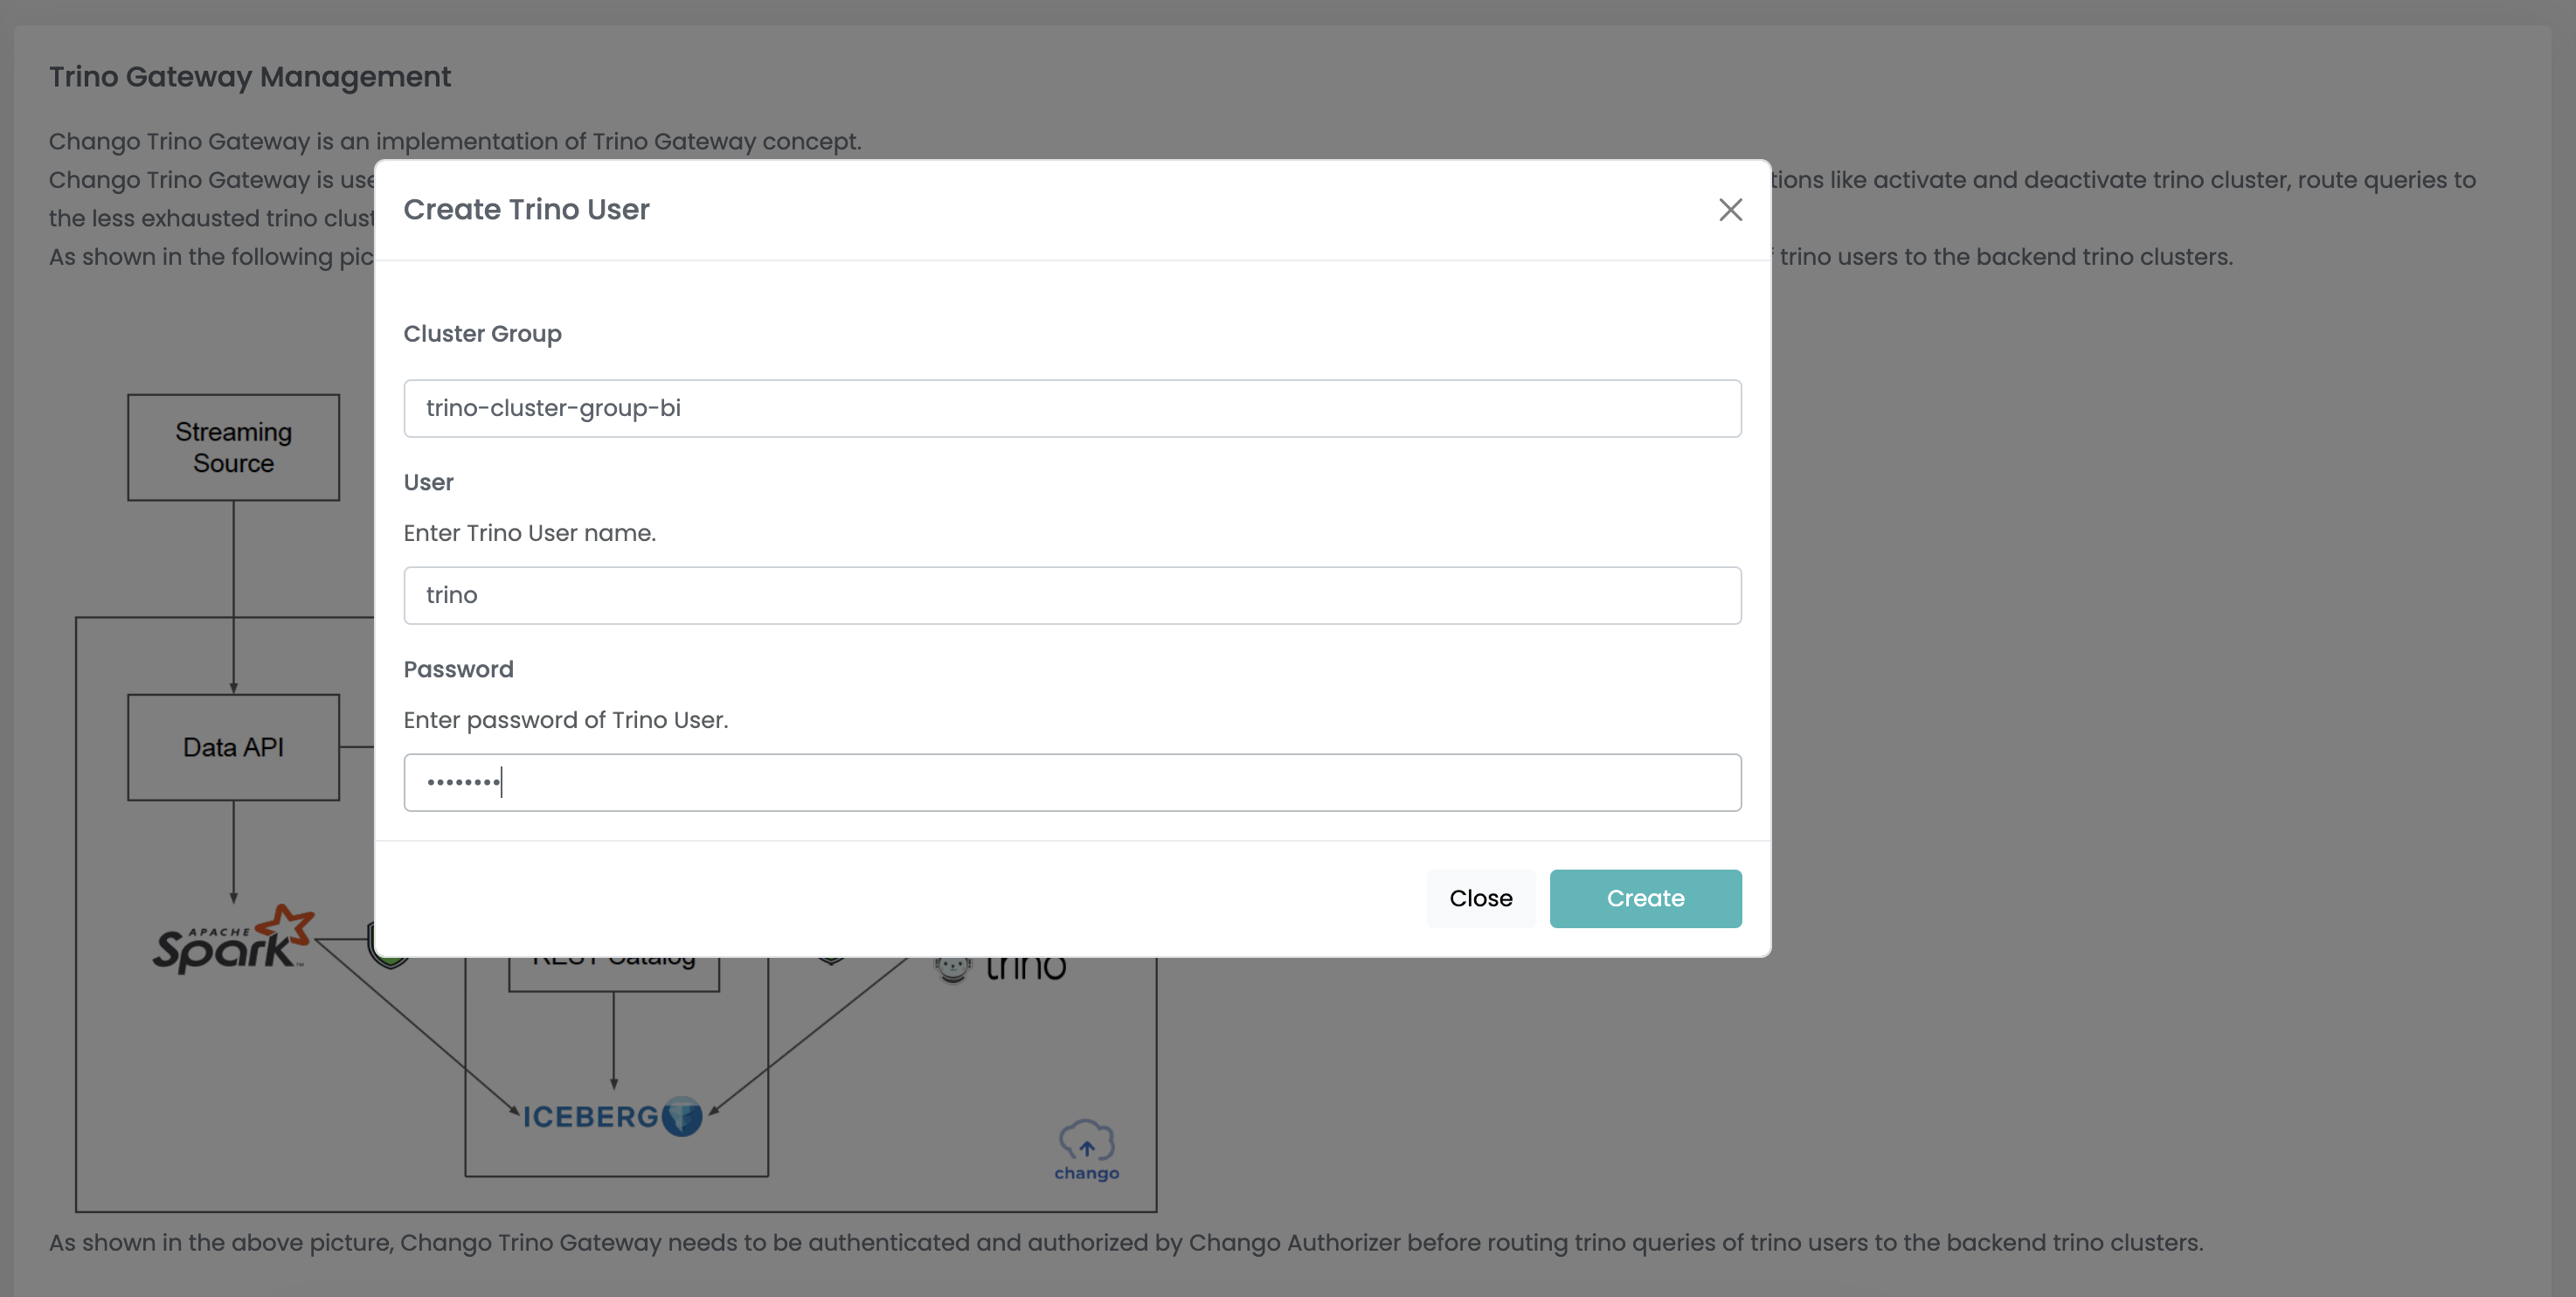 Trino Gateway Management
Chango Trino Gateway is an implementation of Trino Gateway concept.
Chango Trino Gateway is use
tions like activate and deactivate trino cluster, route queries to
the less exhausted trino clust
As shown in the following pic
trino users to the backend trino clusters.
Create Trino User
Cluster Group
trino-cluster-group-bi
User
Enter Trino User name.
trino
Password
Enter password of Trino User.
••••••••
Close
Create
Streaming
Source
Data API
APACHE
Spark
™
REST Catalog
trino
ICEBERG
chango
As shown in the above picture, Chango Trino Gateway needs to be authenticated and authorized by Chango Authorizer before routing trino queries of trino users to the backend trino clusters.